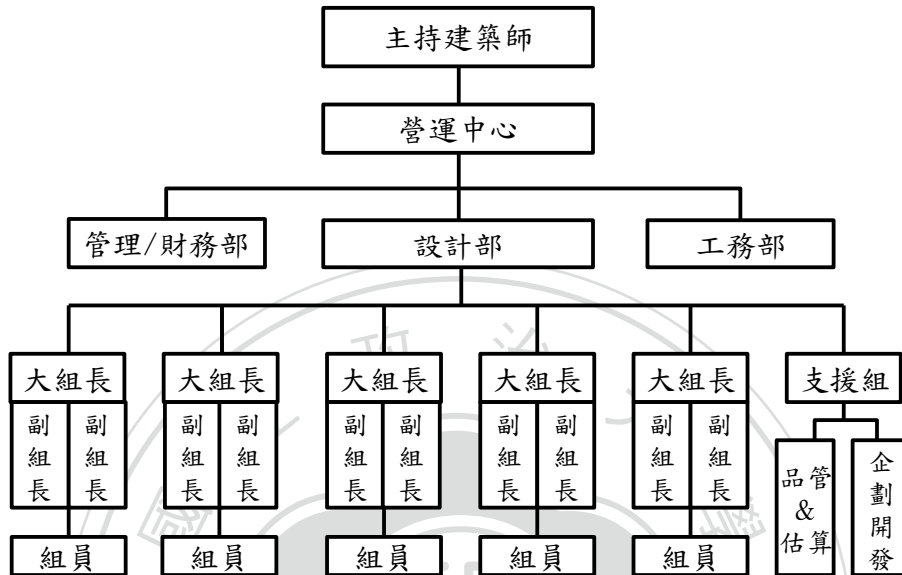 主持建築師
營運中心
管理/財務部
設計部
工務部
大組長
大組長
大組長
大組長
大組長
支援組
副組長
副組長
副組長
副組長
副組長
副組長
副組長
副組長
副組長
副組長
品管
&
估算
企劃開發
組員
組員
組員
組員
組員
政
治
學
國